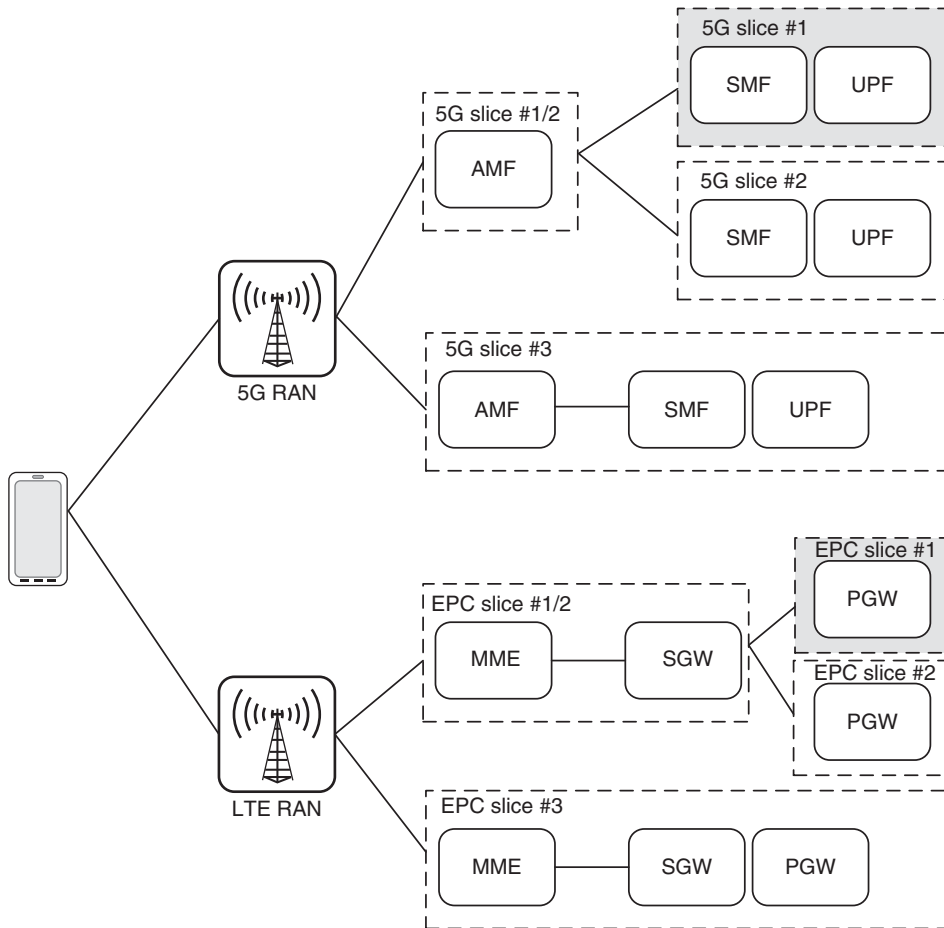 5G slice #1
SMF
UPF
5G slice #1/2
AMF
5G slice #2
SMF
UPF
5G RAN
5G slice #3
AMF
SMF
UPF
EPC slice #1
PGW
EPC slice #1/2
MME
SGW
EPC slice #2
PGW
LTE RAN
EPC slice #3
MME
SGW
PGW